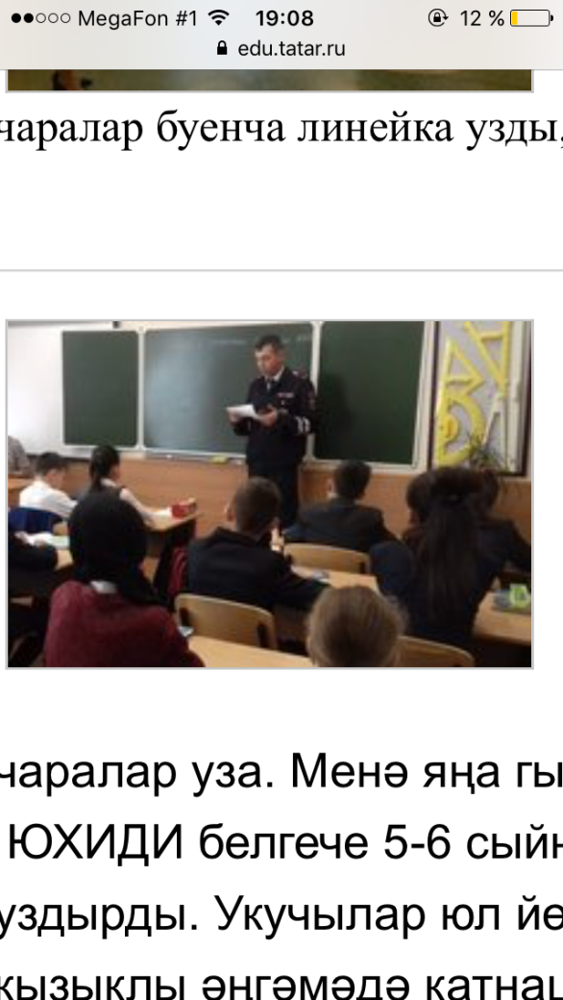 MegaFon #1 19:08 12 %
edu.tatar.ru
чаралар буенча линейка узды,
чаралар уза. Менә яңа гы
ЮХИДИ белгече 5-6 сыйн
уздырды. Укучылар юл йө
кызыклы әңгәмәдә катнаш